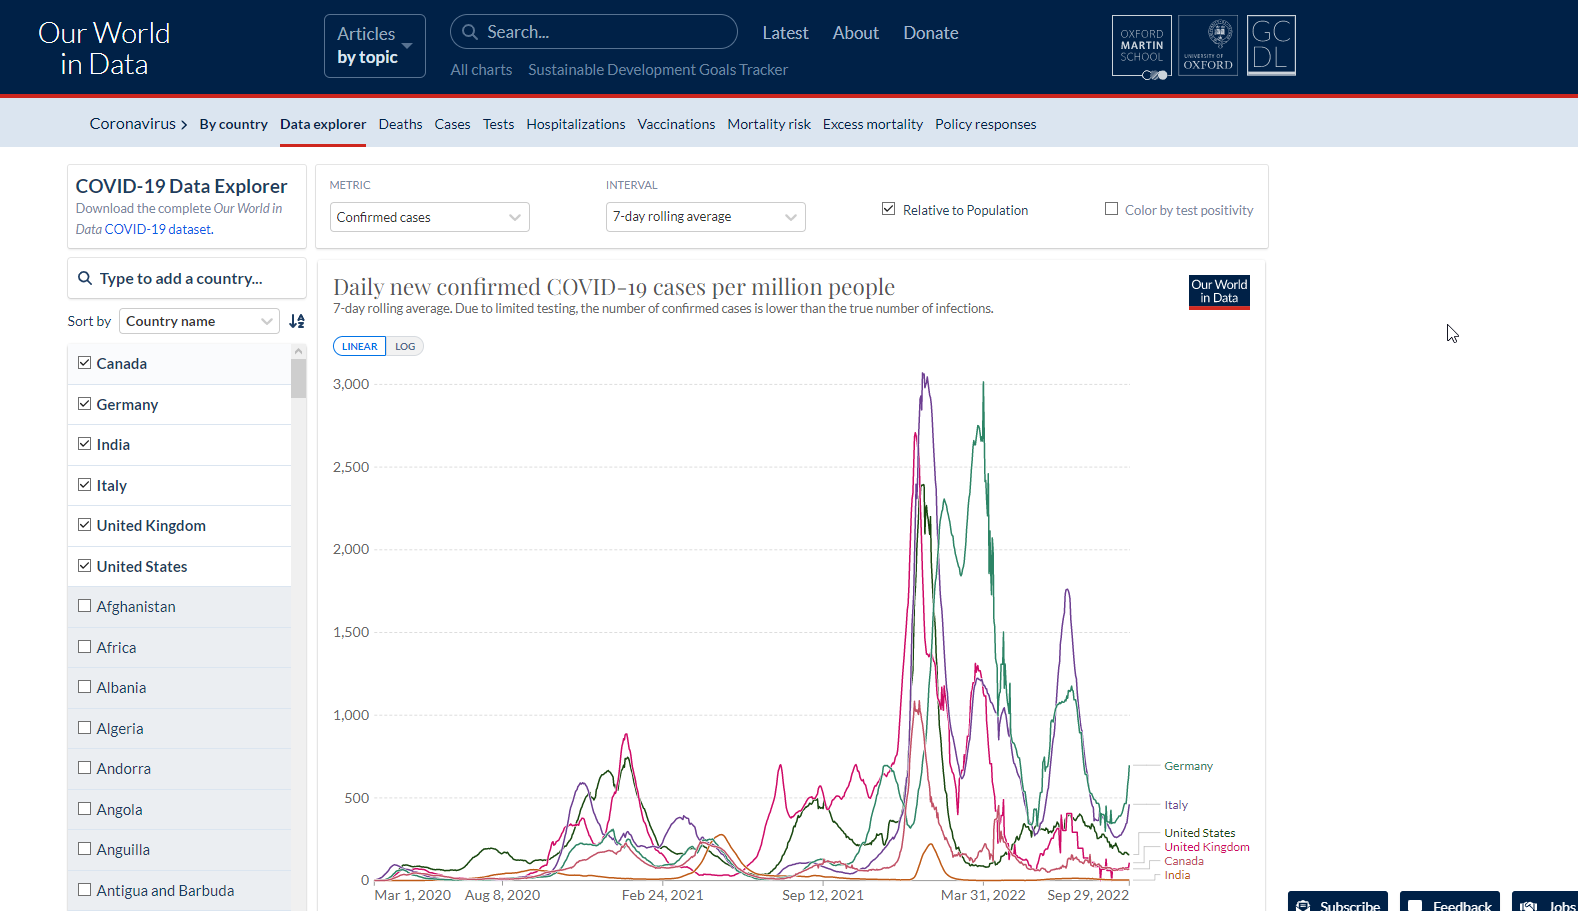 Our World
in Data
Articles
by topic
Search...
Latest
About
Donate
All charts
Sustainable Development Goals Tracker
OXFORD
MARTIN
SCHOOL
UNIVERSITY OF
OXFORD
GC
DL
Coronavirus
By country
Data explorer
Deaths
Cases
Tests
Hospitalizations
Vaccinations
Mortality risk
Excess mortality
Policy responses
COVID-19 Data Explorer
Download the complete Our World in
Data COVID-19 dataset.
METRIC
Confirmed cases
INTERVAL
7-day rolling average
Relative to Population
Color by test positivity
Type to add a country...
Sort by
Country name
Canada
Germany
India
Italy
United Kingdom
United States
Afghanistan
Africa
Albania
Algeria
Andorra
Angola
Anguilla
Antigua and Barbuda
Daily new confirmed COVID-19 cases per million people
7-day rolling average. Due to limited testing, the number of confirmed cases is lower than the true number of infections.
Our World
in Data
LINEAR
LOG
3,000
2,500
2,000
1,500
1,000
500
0
Mar 1, 2020
Aug 8, 2020
Feb 24, 2021
Sep 12, 2021
Mar 31, 2022
Sep 29, 2022
Germany
Italy
United States
United Kingdom
Canada
India
Subscribe
Feedback
Jobs